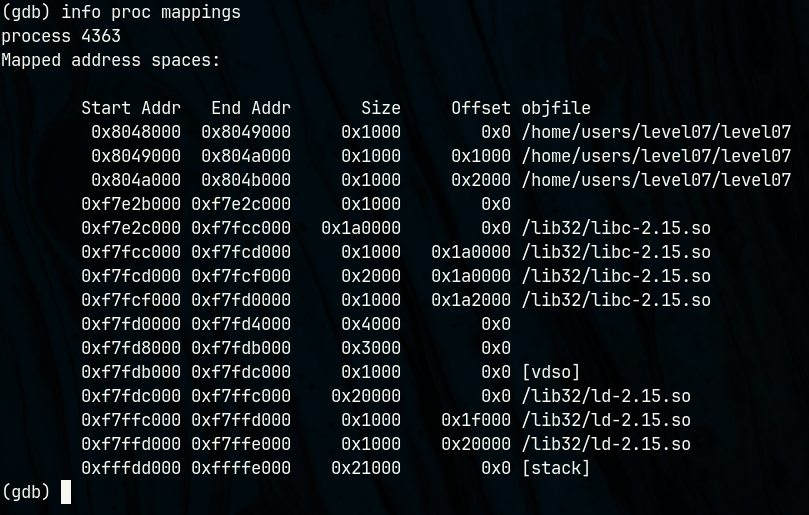 (gdb) info proc mappings
process 4363
Mapped address spaces:
Start Addr End Addr Size Offset objfile
0x8048000 0x8049000 0x1000 0x0 /home/users/level07/level07
0x8049000 0x804a000 0x1000 0x1000 /home/users/level07/level07
0x804a000 0x804b000 0x1000 0x2000 /home/users/level07/level07
0xf7e2b000 0xf7e2c000 0x1000 0x0
0xf7e2c000 0xf7fcc000 0x1a0000 0x0 /lib32/libc-2.15.so
0xf7fcc000 0xf7fcd000 0x1000 0x1a0000 /lib32/libc-2.15.so
0xf7fcd000 0xf7fcf000 0x2000 0x1a0000 /lib32/libc-2.15.so
0xf7fcf000 0xf7fd0000 0x1000 0x1a2000 /lib32/libc-2.15.so
0xf7fd0000 0xf7fd4000 0x4000 0x0
0xf7fd8000 0xf7fdb000 0x3000 0x0
0xf7fdb000 0xf7fdc000 0x1000 0x0 [vdso]
0xf7fdc000 0xf7ffc000 0x20000 0x0 /lib32/ld-2.15.so
0xf7ffc000 0xf7ffd000 0x1000 0x1f000 /lib32/ld-2.15.so
0xf7ffd000 0xf7ffe000 0x1000 0x20000 /lib32/ld-2.15.so
0xfffdd000 0xffffe000 0x21000 0x0 [stack]
(gdb)